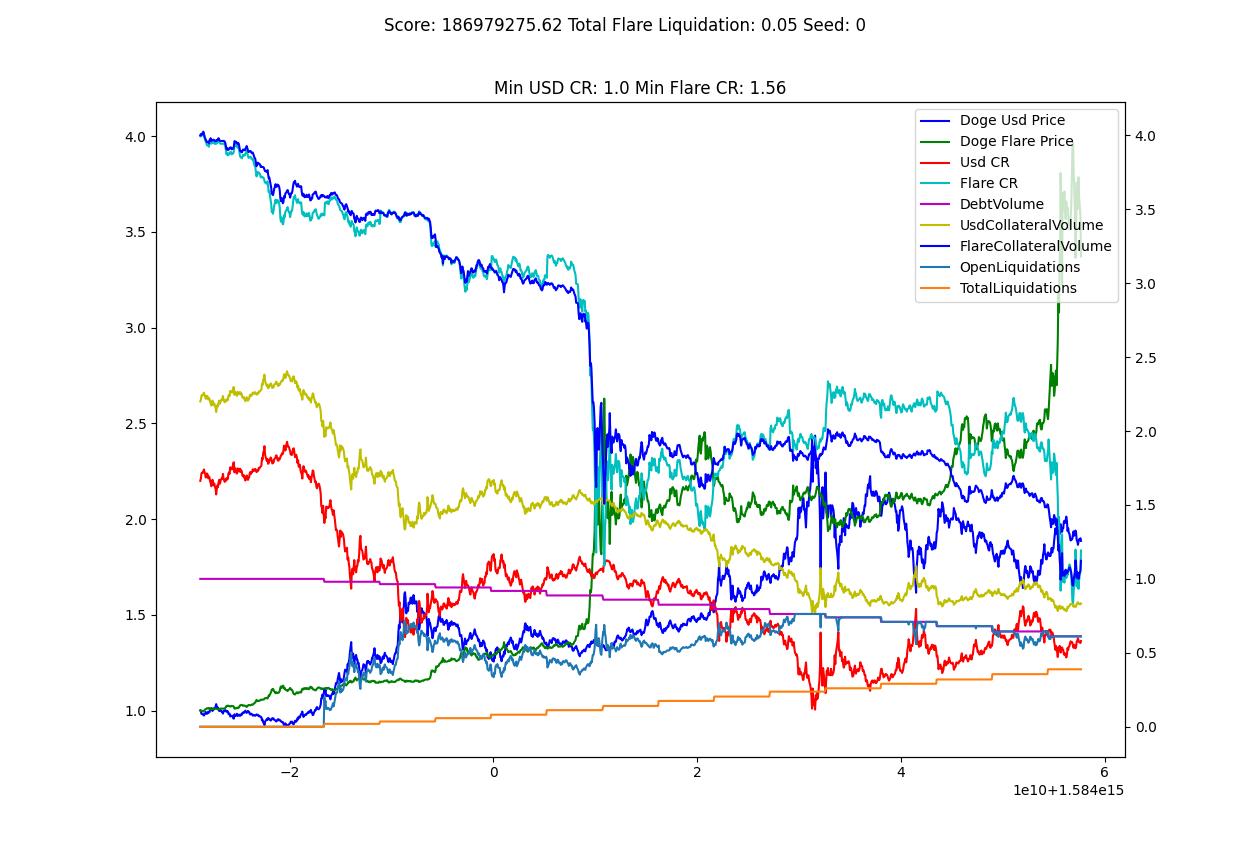 Score: 186979275.62 Total Flare Liquidation: 0.05 Seed: 0
Min USD CR: 1.0 Min Flare CR: 1.56
Doge Usd Price
Doge Flare Price
Usd CR
Flare CR
DebtVolume
UsdCollateralVolume
FlareCollateralVolume
OpenLiquidations
TotalLiquidations
4.0
3.5
3.0
2.5
2.0
1.5
1.0
4.0
3.5
3.0
2.5
2.0
1.5
1.0
0.5
0.0
−2
0
2
4
6
1e10+1.584e15